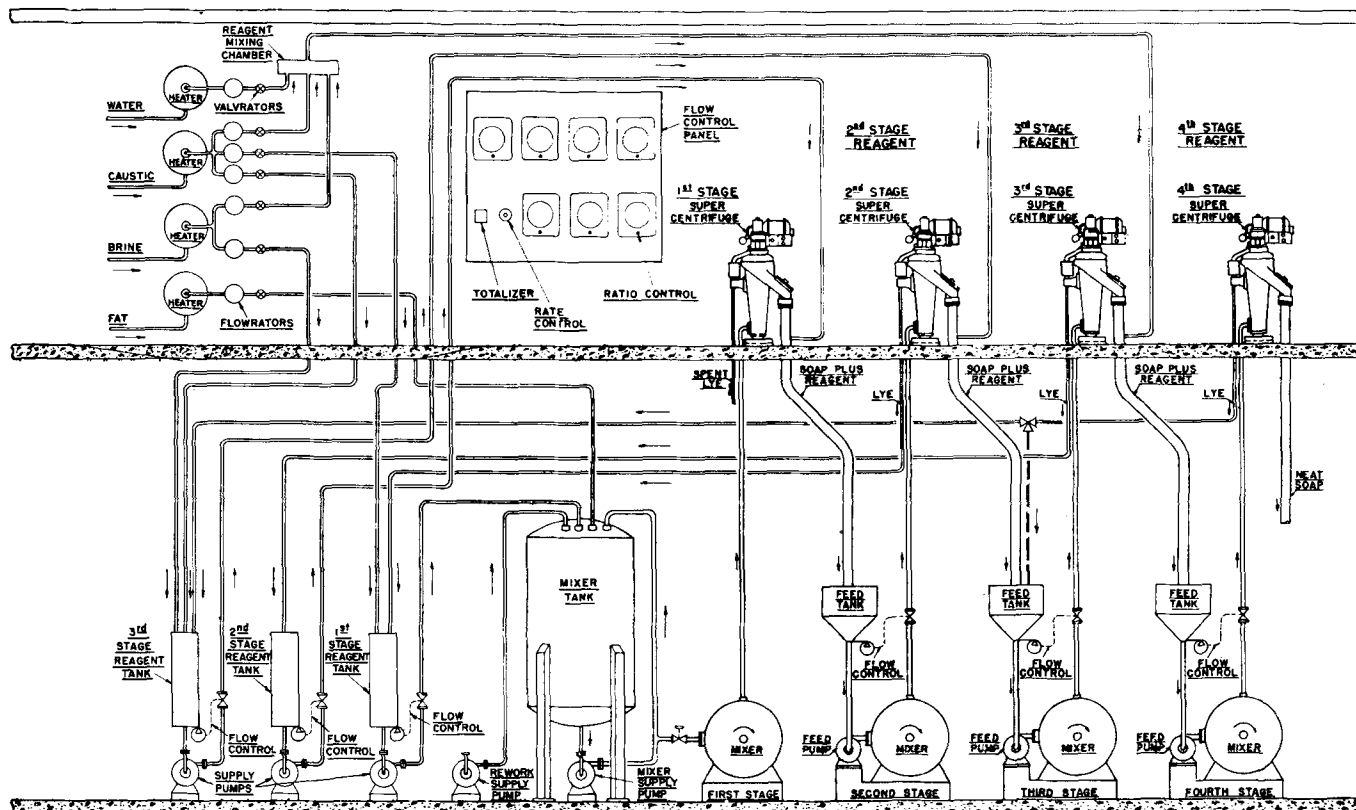 REAGENT
MIXING
CHAMBER
HEATER
WATER
VALVRATORS
HEATER
CAUSTIC
HEATER
BRINE
HEATER
FAT
FLOWRATORS
FLOW
CONTROL
PANEL
TOTALIZER
RATE
CONTROL
RATIO CONTROL
2nd STAGE
REAGENT
3rd STAGE
REAGENT
4th STAGE
REAGENT
1st STAGE
SUPER
CENTRIFUGE
2nd STAGE
SUPER
CENTRIFUGE
3rd STAGE
SUPER
CENTRIFUGE
4th STAGE
SUPER
CENTRIFUGE
SPENT
LYE
SOAP PLUS
REAGENT
LYE
SOAP PLUS
REAGENT
LYE
SOAP PLUS
REAGENT
LYE
NEAT
SOAP
MIXER
TANK
FEED
TANK
FEED
TANK
FEED
TANK
3rd
STAGE
REAGENT
TANK
2nd
STAGE
REAGENT
TANK
1st
STAGE
REAGENT
TANK
FLOW
CONTROL
FLOW
CONTROL
FLOW
CONTROL
FLOW
CONTROL
FLOW
CONTROL
FLOW
CONTROL
SUPPLY
PUMPS
REWORK
SUPPLY
PUMP
MIXER
SUPPLY
PUMP
MIXER
FEED
PUMP
MIXER
FEED
PUMP
MIXER
FEED
PUMP
MIXER
FIRST STAGE
SECOND STAGE
THIRD STAGE
FOURTH STAGE